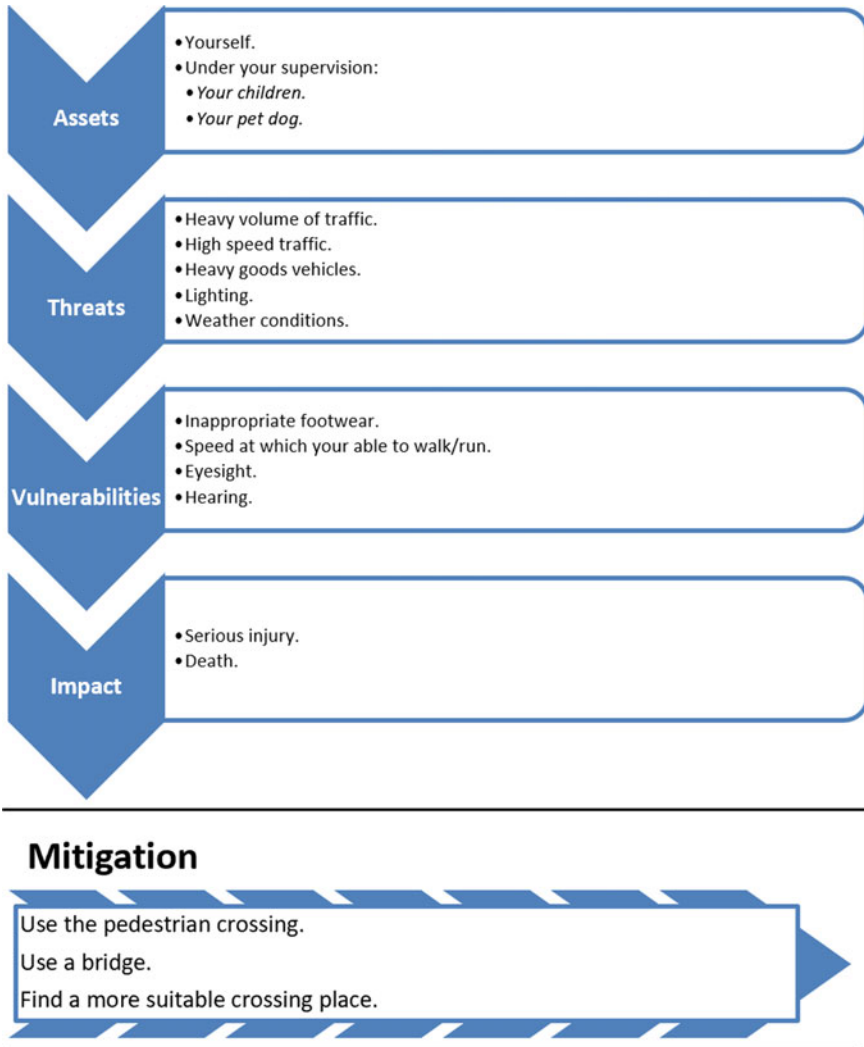 Assets
•Yourself.
•Under your supervision:
•Your children.
•Your pet dog.
Threats
•Heavy volume of traffic.
•High speed traffic.
•Heavy goods vehicles.
•Lighting.
•Weather conditions.
Vulnerabilities
•Inappropriate footwear.
•Speed at which your able to walk/run.
•Eyesight.
•Hearing.
Impact
•Serious injury.
•Death.
Mitigation
Use the pedestrian crossing.
Use a bridge.
Find a more suitable crossing place.